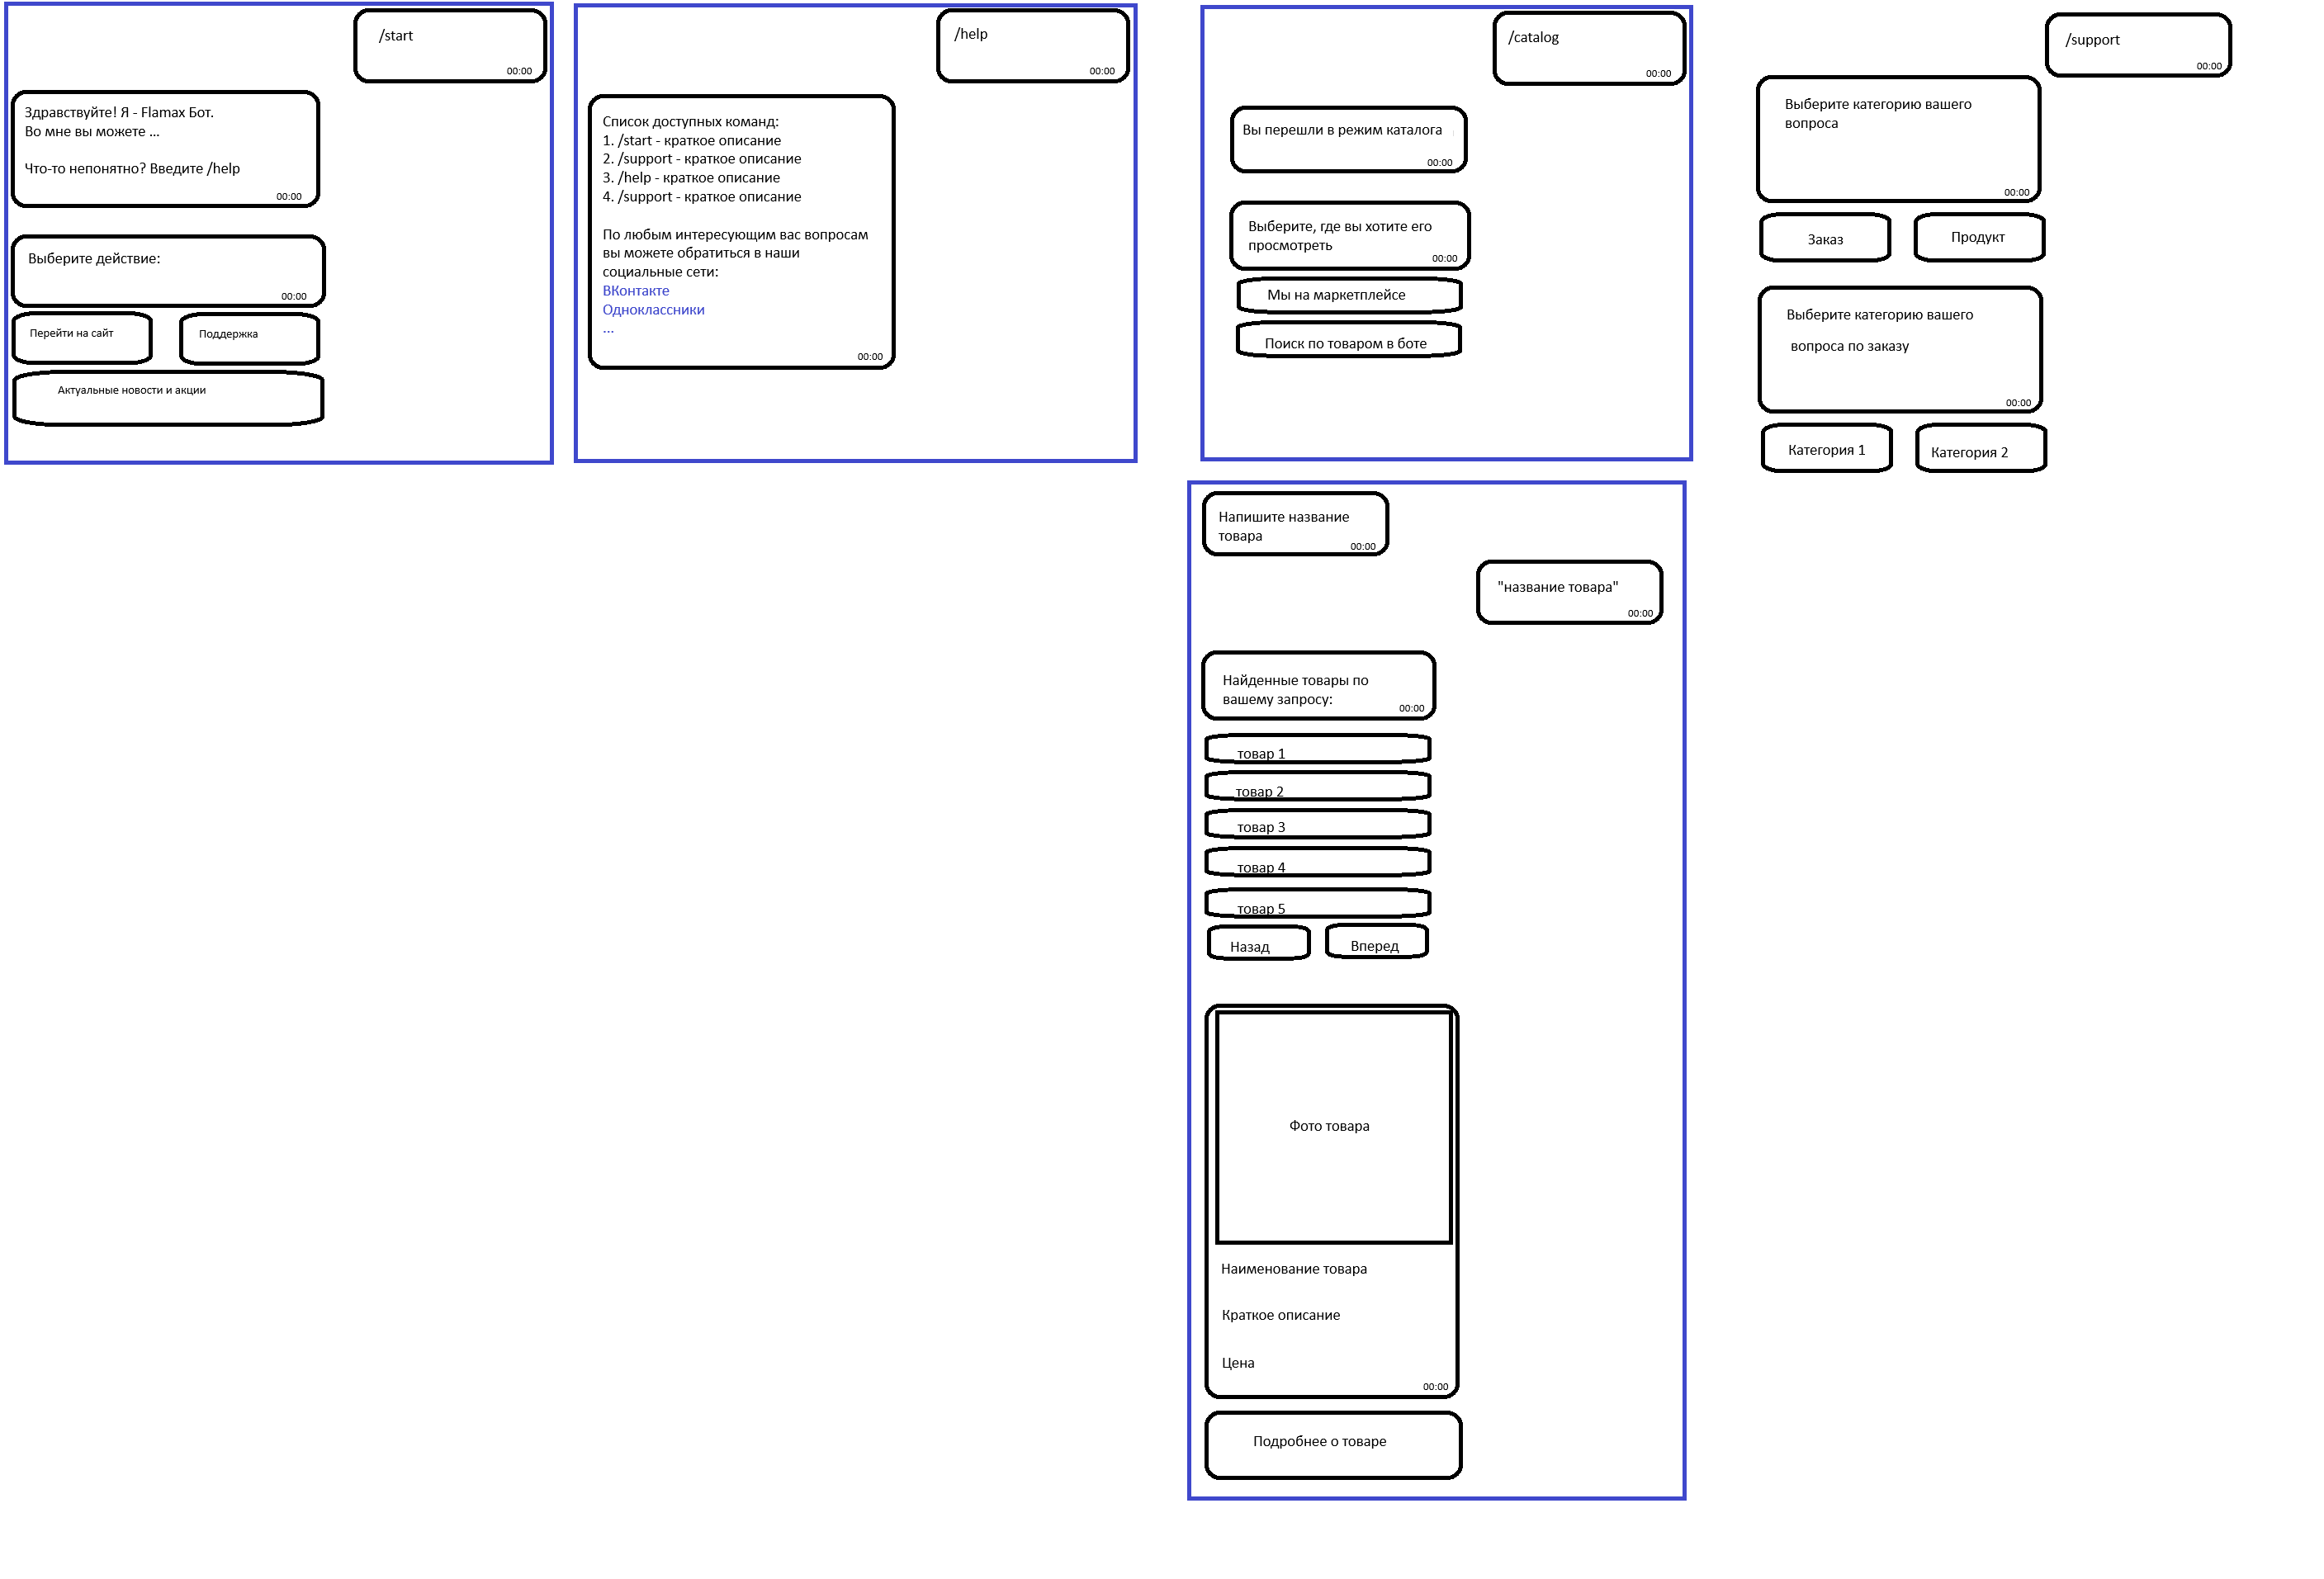 /start
00:00
Здравствуйте! Я - Flamax Бот.
Во мне вы можете ...
Что-то непонятно? Введите /help
00:00
Выберите действие:
00:00
Перейти на сайт
Поддержка
Актуальные новости и акции
/help
00:00
Список доступных команд:
1. /start - краткое описание
2. /support - краткое описание
3. /help - краткое описание
4. /support - краткое описание
По любым интересующим вас вопросам
вы можете обратиться в наши
социальные сети:
ВКонтакте
Одноклассники
...
00:00
/catalog
00:00
Вы перешли в режим каталога
00:00
Выберите, где вы хотите его
просмотреть
00:00
Мы на маркетплейсе
Поиск по товаром в боте
Напишите название
товара
00:00
"название товара"
00:00
Найденные товары по
вашему запросу:
00:00
товар 1
товар 2
товар 3
товар 4
товар 5
Назад
Вперед
Фото товара
Наименование товара
Краткое описание
Цена
00:00
Подробнее о товаре
/support
00:00
Выберите категорию вашего
вопроса
00:00
Заказ
Продукт
Выберите категорию вашего
вопроса по заказу
00:00
Категория 1
Категория 2